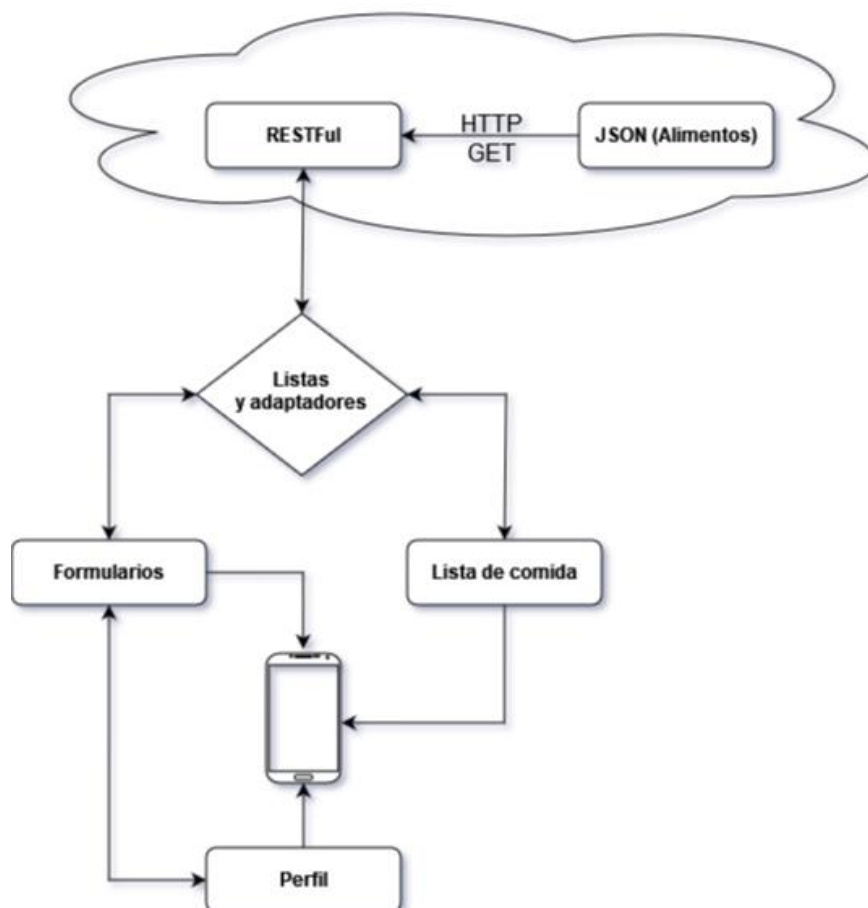 RESTFul
HTTP
GET
JSON (Alimentos)
Listas
y adaptadores
Formularios
Lista de comida
Perfil